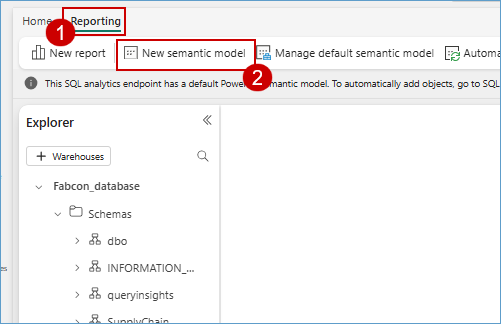 Home Reporting
1
New report New semantic model Manage default semantic model Automa
2
This SQL analytics endpoint has a default Power semantic model. To automatically add objects, go to SQL
Explorer
+ Warehouses
Fabcon_database
Schemas
dbo
INFORMATION_...
queryinsights
SupplyChain